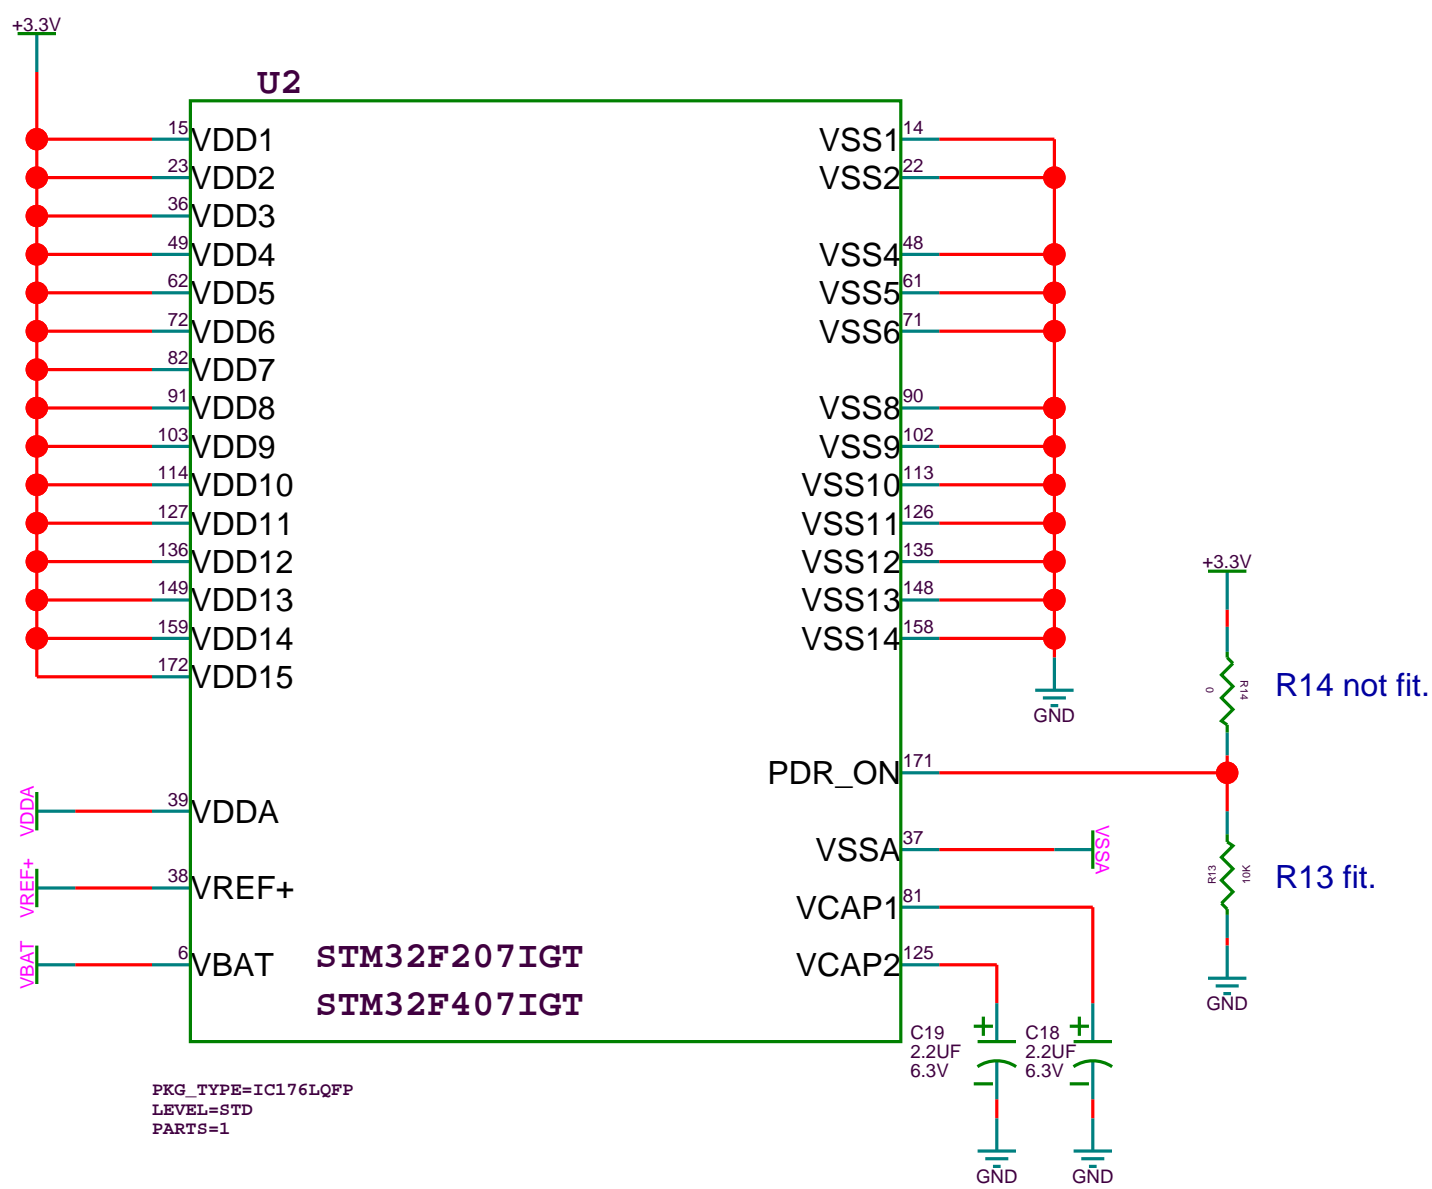 +3.3V
U2
15 VDD1 VSS1 14
23 VDD2 VSS2 22
36 VDD3
49 VDD4 VSS4 48
62 VDD5 VSS5 61
72 VDD6 VSS6 71
82 VDD7
91 VDD8 VSS8 90
103 VDD9 VSS9 102
114 VDD10 VSS10 113
127 VDD11 VSS11 126
136 VDD12 VSS12 135
149 VDD13 VSS13 148
159 VDD14 VSS14 158
172 VDD15
GND
+3.3V
0 R14
R14 not fit.
PDR_ON 171
VDDA 39 VDDA
VSSA 37 VSSA
R13 10K
R13 fit.
VREF+ 38 VREF+
VCAP1 81
VBAT 6 VBAT
VCAP2 125
STM32F207IGT
STM32F407IGT
GND
C19
2.2UF
6.3V
C18
2.2UF
6.3V
GND
GND
PKG_TYPE=IC176LQFP
LEVEL=STD
PARTS=1